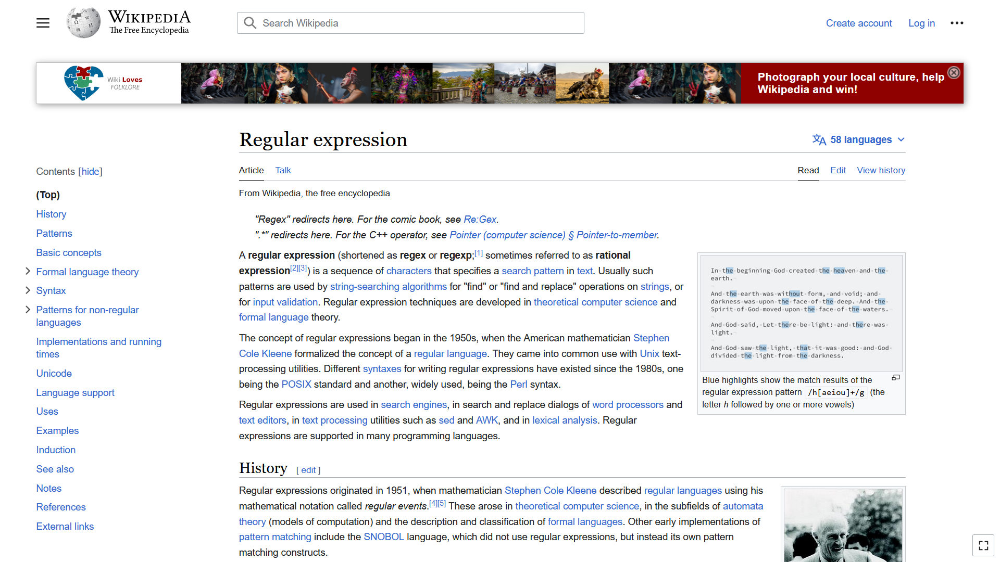 WIKIPEDIA
The Free Encyclopedia
Search Wikipedia
Create account
Log in
Wiki Loves
FOLKLORE
Photograph your local culture, help
Wikipedia and win!
Regular expression
58 languages
Contents [hide]
(Top)
History
Patterns
Basic concepts
Formal language theory
Syntax
Patterns for non-regular
languages
Implementations and running
times
Unicode
Language support
Uses
Examples
Induction
See also
Notes
References
External links
Article Talk
Read Edit View history
From Wikipedia, the free encyclopedia
"Regex" redirects here. For the comic book, see Re:Gex.
".*" redirects here. For the C++ operator, see Pointer (computer science) § Pointer-to-member.
A regular expression (shortened as regex or regexp;[1] sometimes referred to as rational
expression[2][3]) is a sequence of characters that specifies a search pattern in text. Usually such
patterns are used by string-searching algorithms for "find" or "find and replace" operations on strings, or
for input validation. Regular expression techniques are developed in theoretical computer science and
formal language theory.
The concept of regular expressions began in the 1950s, when the American mathematician Stephen
Cole Kleene formalized the concept of a regular language. They came into common use with Unix text-
processing utilities. Different syntaxes for writing regular expressions have existed since the 1980s, one
being the POSIX standard and another, widely used, being the Perl syntax.
Regular expressions are used in search engines, in search and replace dialogs of word processors and
text editors, in text processing utilities such as sed and AWK, and in lexical analysis. Regular
expressions are supported in many programming languages.
In·the·beginning·God·created·the·heaven·and·the·
earth.
And·the·earth·was·without·form,·and·void;·and·
darkness·was·upon·the·face·of·the·deep.·And·the·
Spirit·of·God·moved·upon·the·face·of·the·waters.
And·God·said,·Let·there·be·light:·and·there·was·
light.
And·God·saw·the·light,·that·it·was·good:·and·God·
divided·the·light·from·the·darkness.
Blue highlights show the match results of the
regular expression pattern /h[aeiou]+/g (the
letter h followed by one or more vowels)
History [ edit ]
Regular expressions originated in 1951, when mathematician Stephen Cole Kleene described regular languages using his
mathematical notation called regular events.[4][5] These arose in theoretical computer science, in the subfields of automata
theory (models of computation) and the description and classification of formal languages. Other early implementations of
pattern matching include the SNOBOL language, which did not use regular expressions, but instead its own pattern
matching constructs.